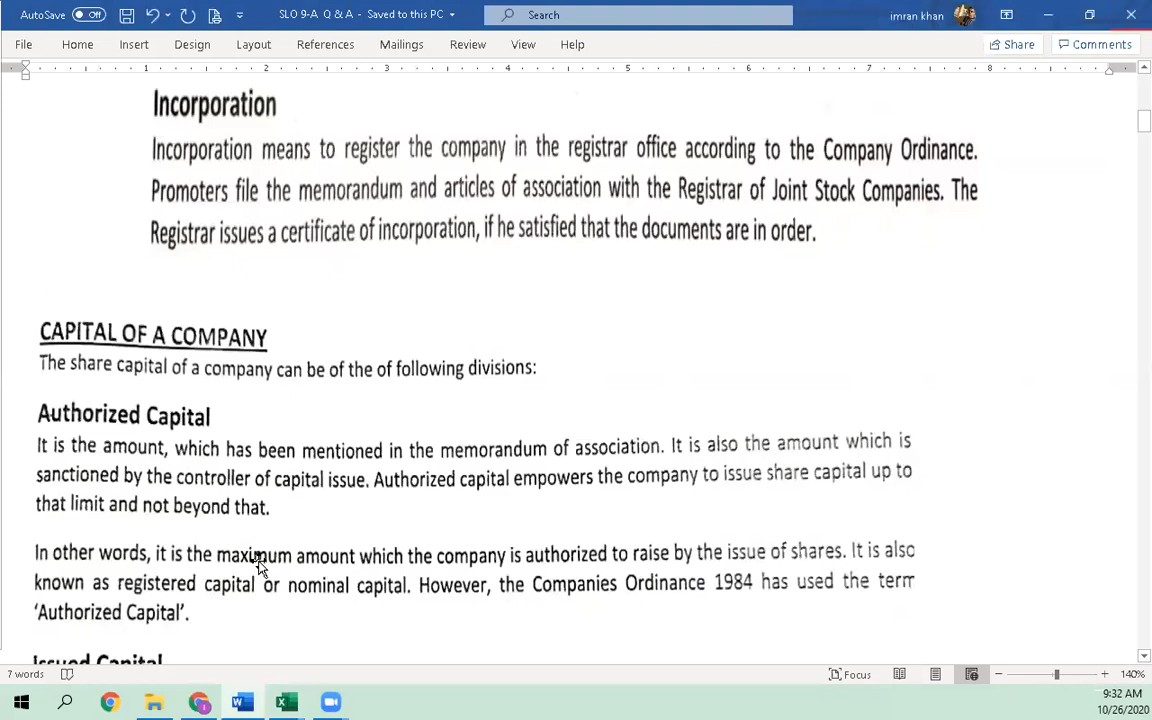 AutoSave Off SLO 9-A Q & A - Saved to this PC Search imran khan
File Home Insert Design Layout References Mailings Review View Help Share Comments
1 2 3 4 5 6 7 8
Incorporation
Incorporation means to register the company in the registrar office according to the Company Ordinance.
Promoters file the memorandum and articles of association with the Registrar of Joint Stock Companies. The
Registrar issues a certificate of incorporation, if he satisfied that the documents are in order.
CAPITAL OF A COMPANY
The share capital of a company can be of the of following divisions:
Authorized Capital
It is the amount, which has been mentioned in the memorandum of association. It is also the amount which is
sanctioned by the controller of capital issue. Authorized capital empowers the company to issue share capital up to
that limit and not beyond that.
In other words, it is the maximum amount which the company is authorized to raise by the issue of shares. It is also
known as registered capital or nominal capital. However, the Companies Ordinance 1984 has used the term
'Authorized Capital'.
Issued Capital
7 words Focus 140%
9:32 AM
10/26/2020